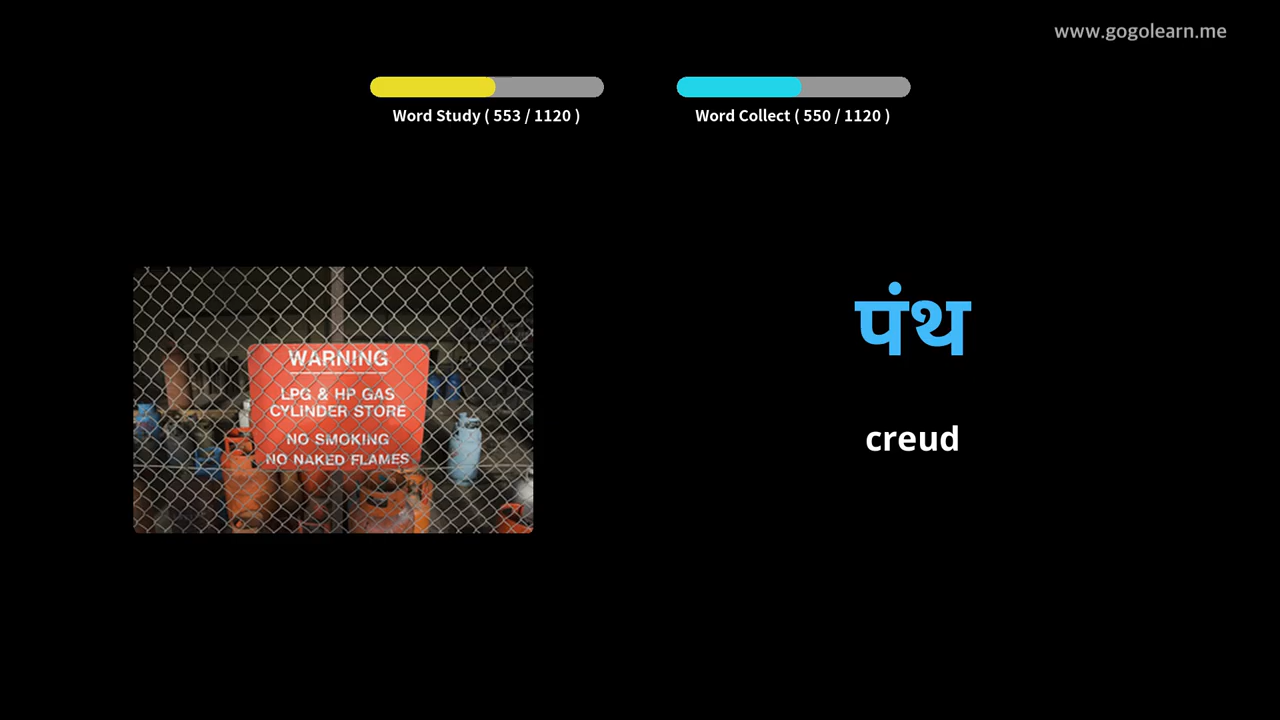 www.gogolearn.me
Word Study ( 553 / 1120 )
Word Collect ( 550 / 1120 )
WARNING
LPG & HP GAS
CYLINDER STORE
NO SMOKING
NO NAKED FLAMES
पंथ
creud